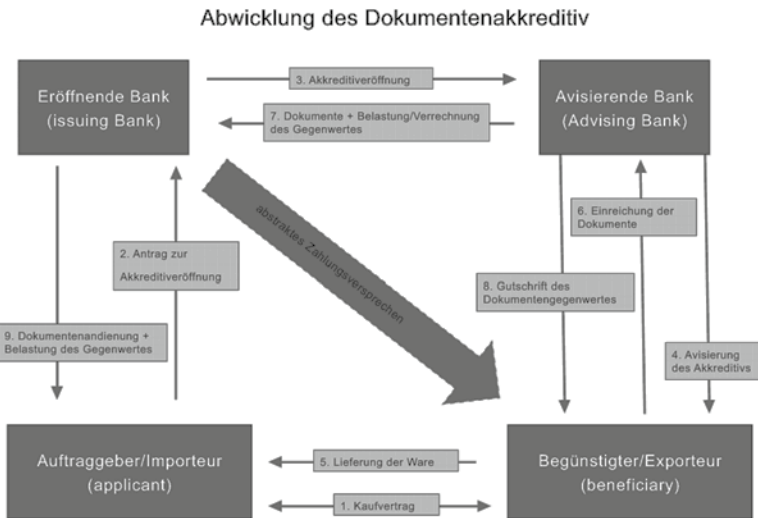 Abwicklung des Dokumentenakkreditiv
Eröffnende Bank
(issuing Bank)
3. Akkreditiveröffnung
7. Dokumente + Belastung/Verrechnung
des Gegenwertes
Avisierende Bank
(Advising Bank)
abstraktes Zahlungsversprechen
2. Antrag zur
Akkreditiveröffnung
6. Einreichung der
Dokumente
8. Gutschrift des
Dokumentengegenwertes
9. Dokumentenandienung +
Belastung des Gegenwertes
4. Avisierung
des Akkreditivs
Auftraggeber/Importeur
(applicant)
5. Lieferung der Ware
1. Kaufvertrag
Begünstigter/Exporteur
(beneficiary)